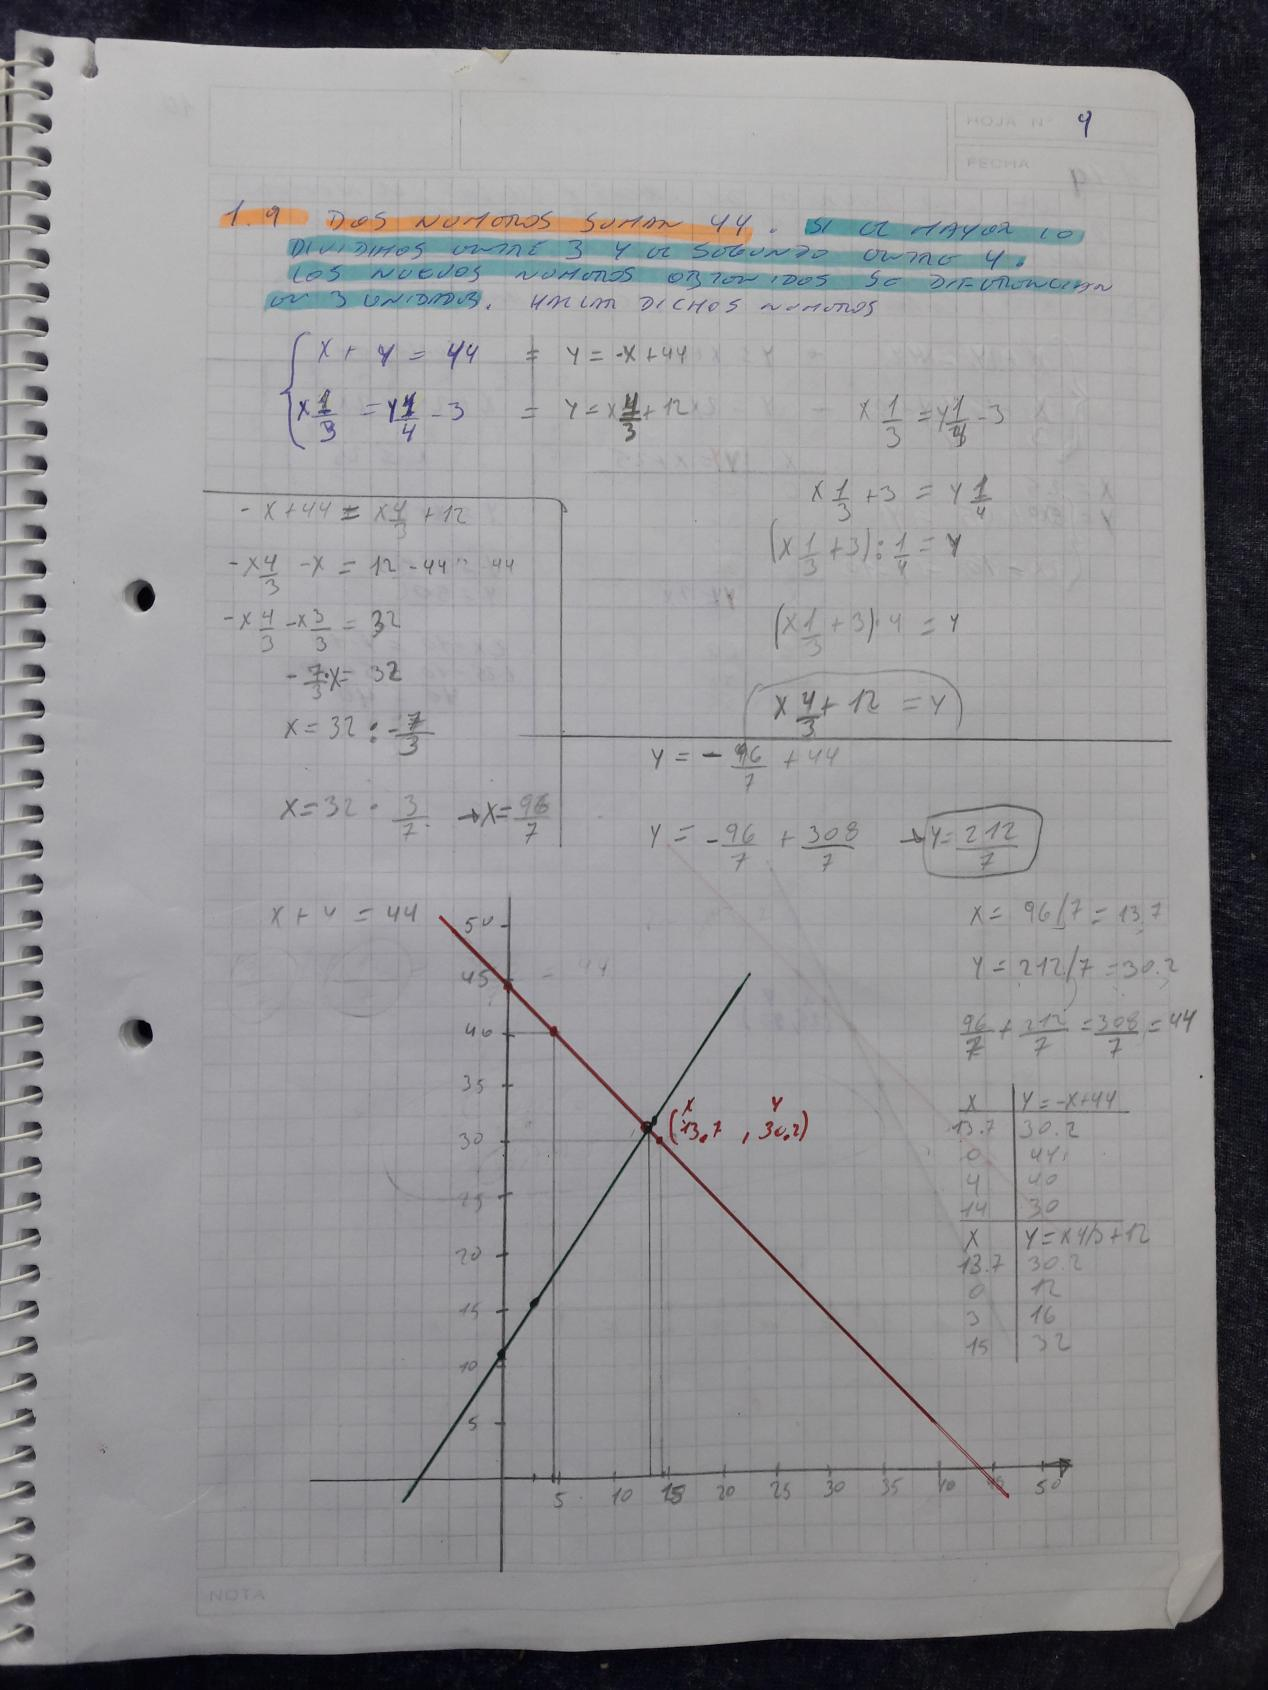 HOJA N° 9
FECHA
1.9 DOS NUMEROS SUMAN 44. SI EL MAYOR LO
DIVIDIMOS ENTRE 3 Y EL SEGUNDO ENTRE 4.
LOS NUEVOS NUMEROS OBTENIDOS SE DIFERENCIAN
EN 3 UNIDADES. HALLAR DICHOS NUMEROS
x + y = 44 = y = -x+44
x 1/3 = y 1/4 - 3 = y = x 4/3 + 12
x 1/3 = y 1/4 - 3
x 1/3 + 3 = y 1/4
(x 1/3 + 3) : 1/4 = y
(x 1/3 + 3) · 4 = y
x 4/3 + 12 = y
-x+44 = x 4/3 + 12
-x 4/3 - x = 12 - 44
-x 4/3 - x 3/3 = 32
-7/3 · x = 32
x = 32 : -7/3
x = 32 · 3/7 → x = 96/7
y = -96/7 + 44
y = -96/7 + 308/7 → y = 212/7
x + y = 44
x = 96/7 = 13,7
y = 212/7 = 30.2
96/7 + 212/7 = 308/7 = 44
x | y = -x+44
13.7 | 30.2
0 | 44
4 | 40
14 | 30
x | y = x4/3+12
13.7 | 30.2
0 | 12
3 | 16
15 | 32
50
45
40
35
30
25
20
15
10
5
x y
(13.7 , 30.2)
5 10 15 20 25 30 35 40 45 50
NOTA